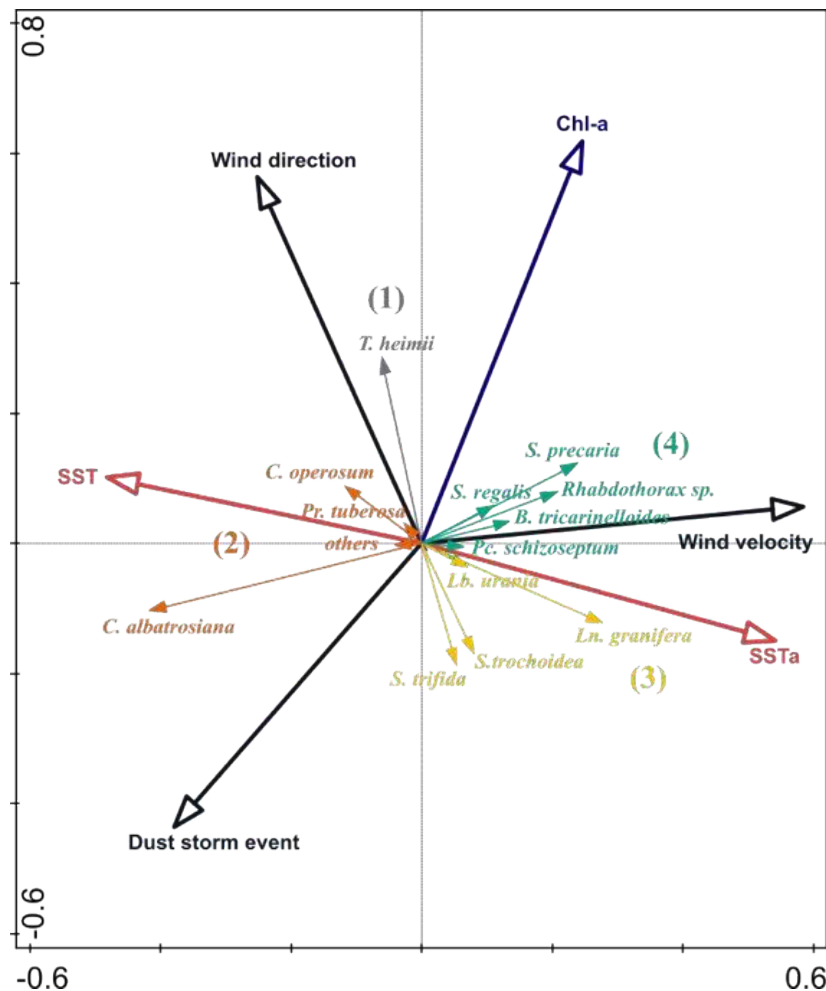 0.8
Chl-a
Wind direction
(1)
T. heimii
S. precaria
(4)
C. operosum
SST
S. regalis
Rhabdothorax sp.
Pr. tuberosa
B. tricarinelloides
others
(2)
Pc. schizoseptum
Wind velocity
Lb. urania
C. albatrosiana
Ln. granifera
SSTa
S.trochoidea
S. trifida
(3)
Dust storm event
-0.6
-0.6
0.6